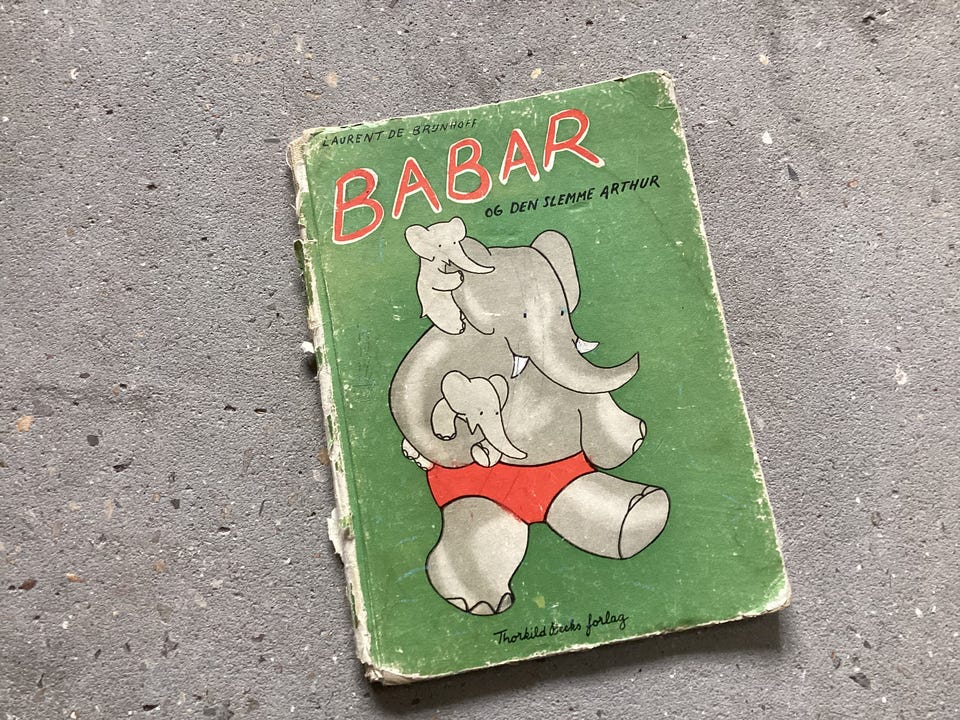 LAURENT DE BRUNHOFF
BABAR
OG DEN SLEMME ARTHUR
Thorkild Becks forlag